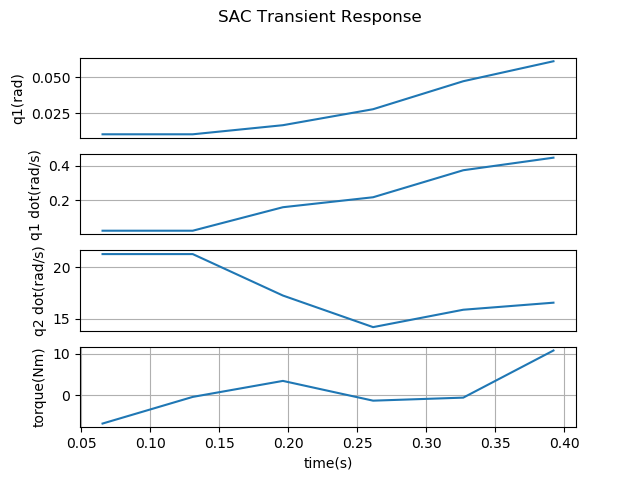 SAC Transient Response
q1(rad)
0.050
0.025
q1 dot(rad/s)
0.4
0.2
q2 dot(rad/s)
20
15
torque(Nm)
10
0
0.05 0.10 0.15 0.20 0.25 0.30 0.35 0.40
time(s)